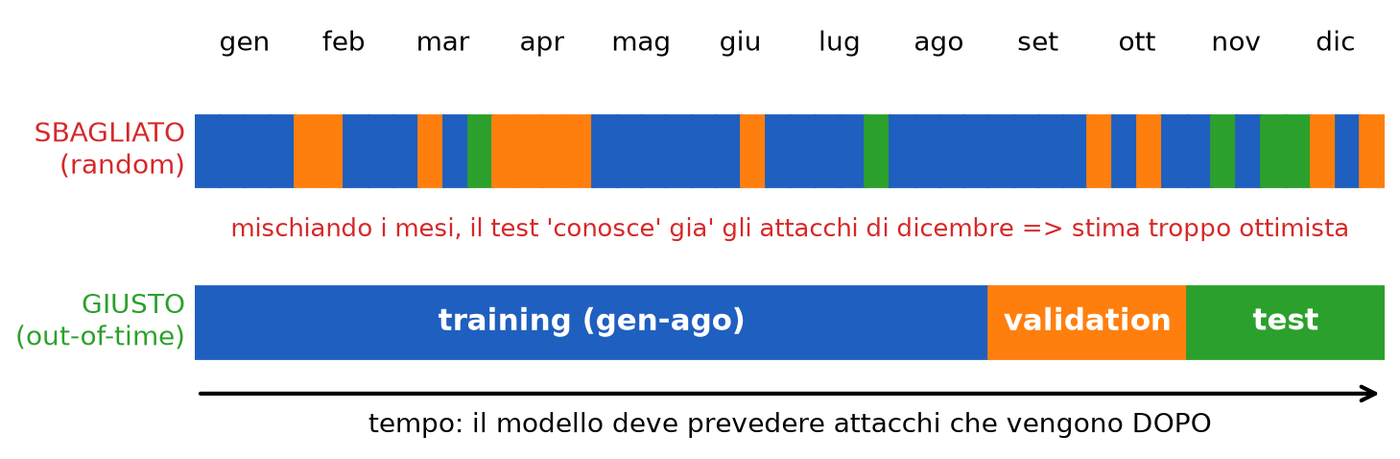 gen feb mar apr mag giu lug ago set ott nov dic
SBAGLIATO
(random)
mischiando i mesi, il test 'conosce' gia' gli attacchi di dicembre => stima troppo ottimista
GIUSTO
(out-of-time)
training (gen-ago) validation test
tempo: il modello deve prevedere attacchi che vengono DOPO